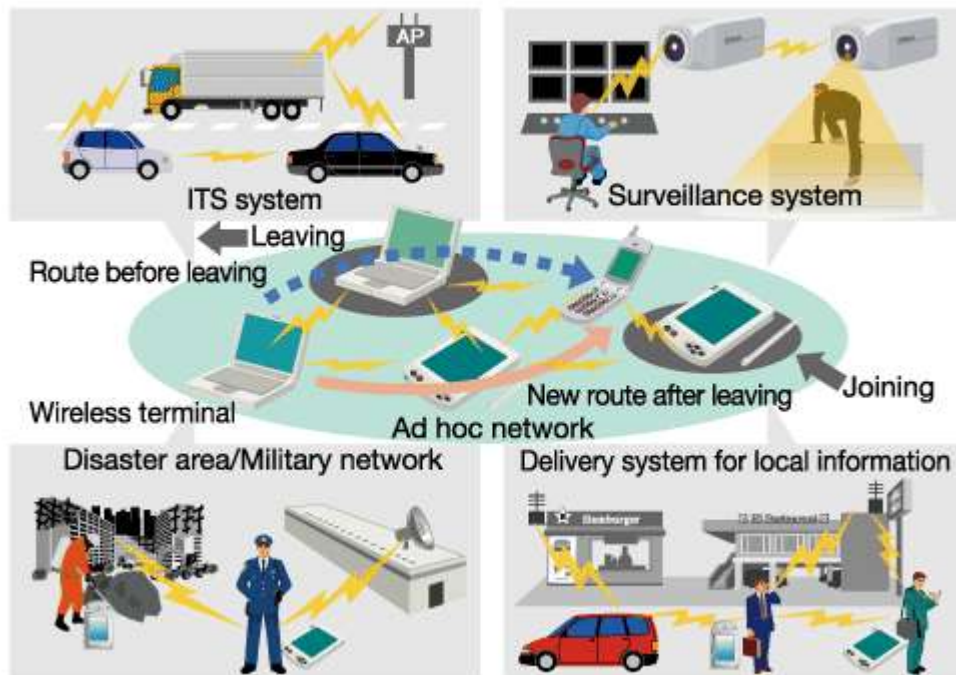 AP
ITS system
Surveillance system
Leaving
Route before leaving
Joining
New route after leaving
Wireless terminal
Ad hoc network
Disaster area/Military network
Delivery system for local information